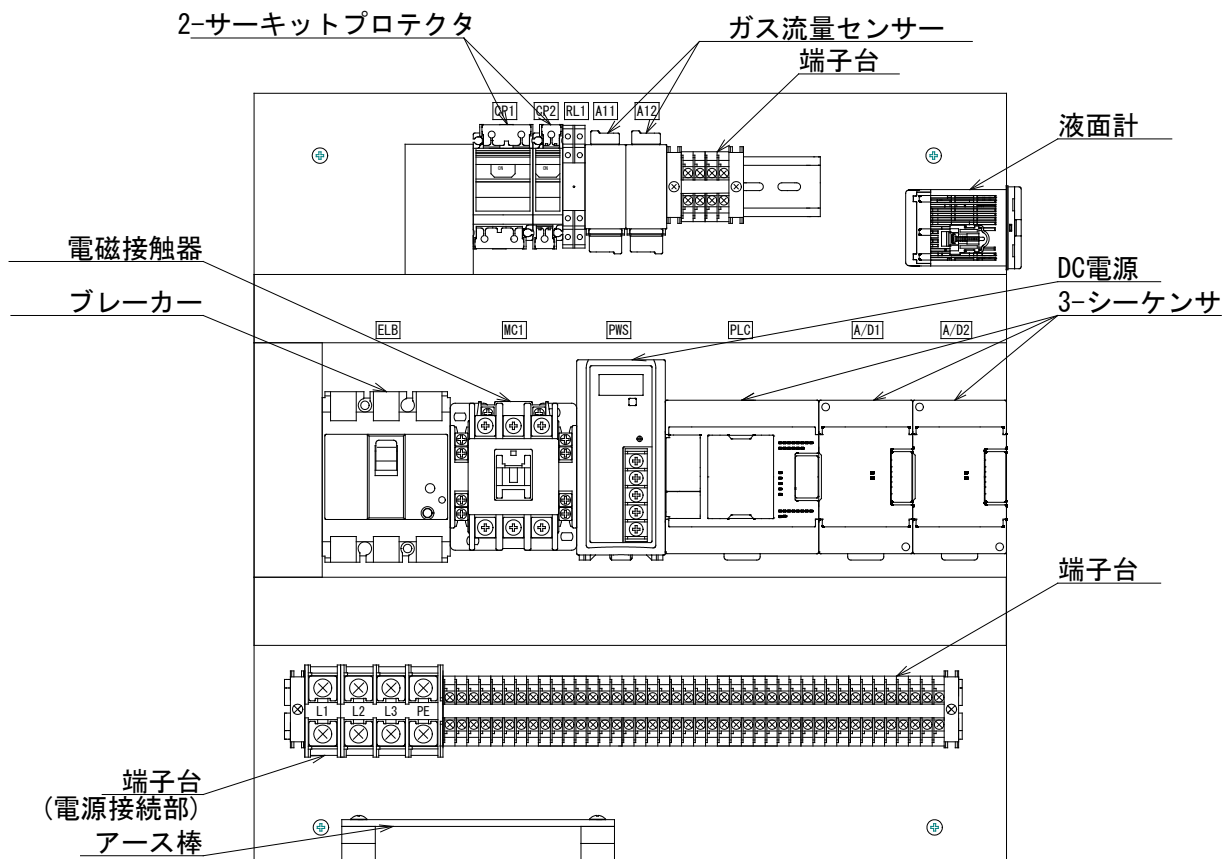 2-サーキットプロテクタ
ガス流量センサー
端子台
CP1 CP2 RL1 A11 A12
液面計
ON ON
電磁接触器
DC電源
ブレーカー
3-シーケンサ
ELB MC1 PWS PLC A/D1 A/D2
端子台
L1 L2 L3 PE
端子台
(電源接続部)
アース棒